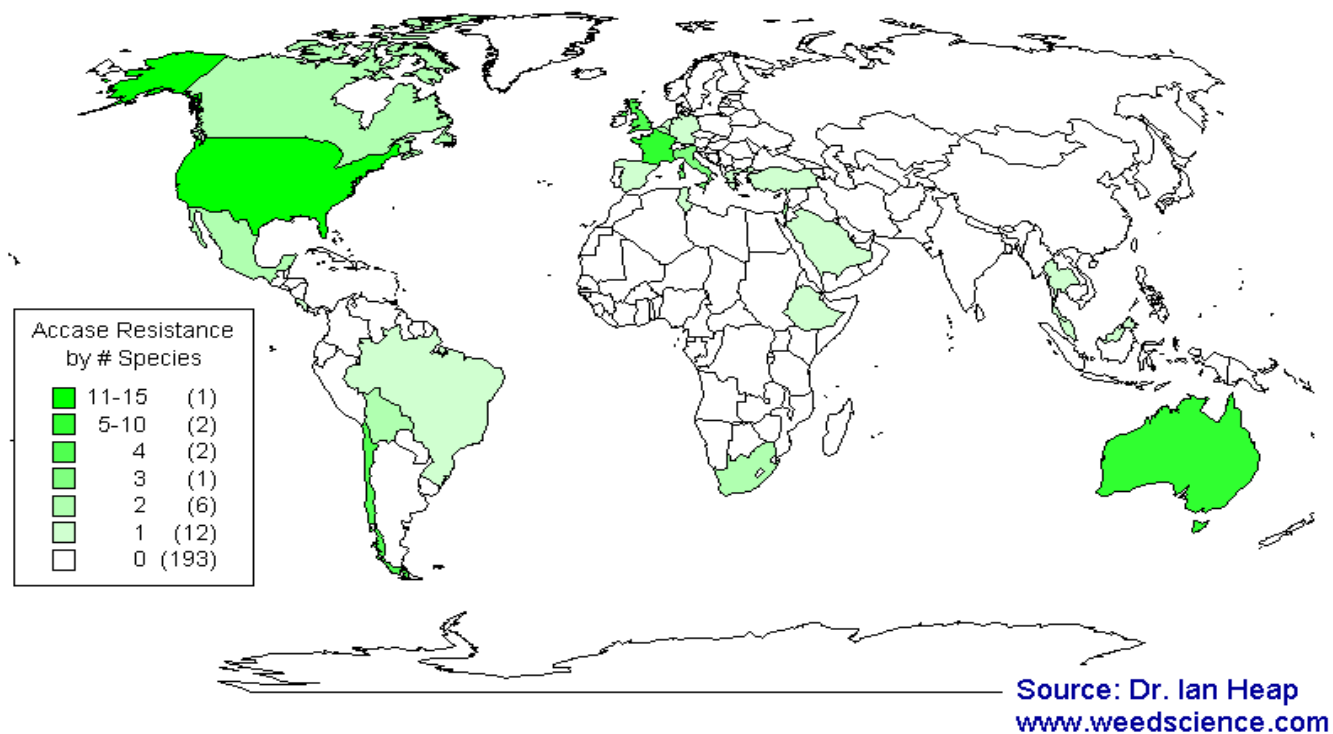 Accase Resistance
by # Species
11-15 (1)
5-10 (2)
4 (2)
3 (1)
2 (6)
1 (12)
0 (193)
Source: Dr. Ian Heap
www.weedscience.com